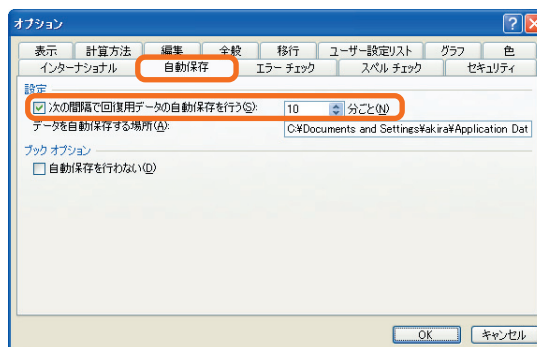 オプション
表示 計算方法 編集 全般 移行 ユーザー設定リスト グラフ 色
インターナショナル 自動保存 エラー チェック スペル チェック セキュリティ
設定
次の間隔で回復用データの自動保存を行う(S): 10 分ごと(N)
データを自動保存する場所(A): C:¥Documents and Settings¥akira¥Application Dat
ブック オプション
自動保存を行わない(D)
OK キャンセル